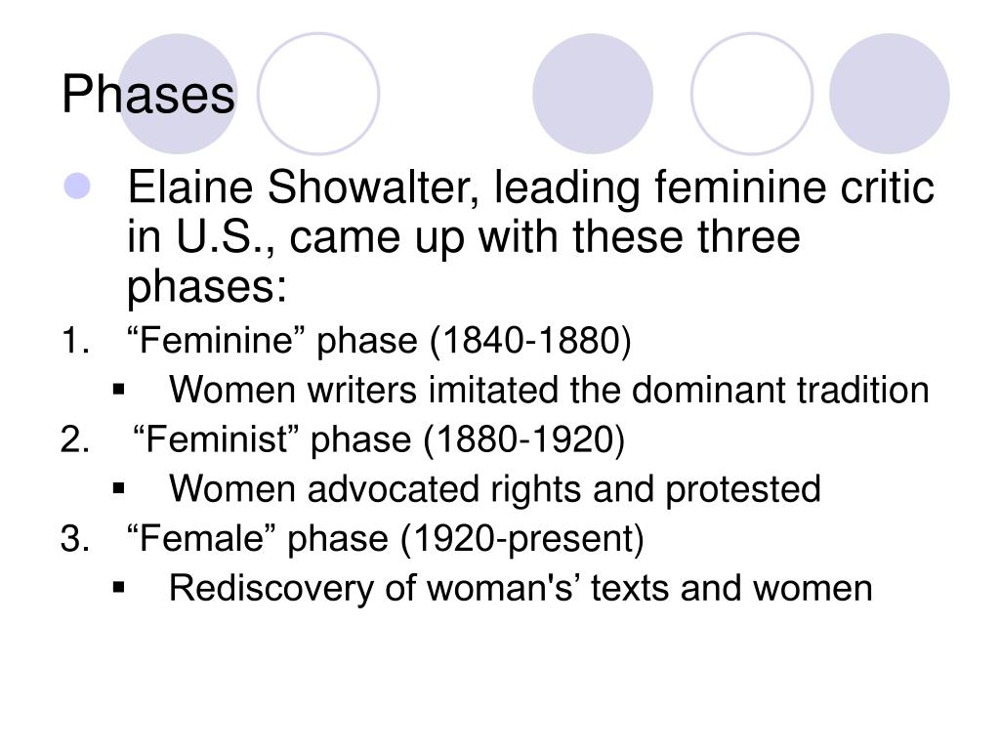 Phases
Elaine Showalter, leading feminine critic
in U.S., came up with these three
phases:
1. “Feminine” phase (1840-1880)
▪ Women writers imitated the dominant tradition
2. “Feminist” phase (1880-1920)
▪ Women advocated rights and protested
3. “Female” phase (1920-present)
▪ Rediscovery of woman's’ texts and women